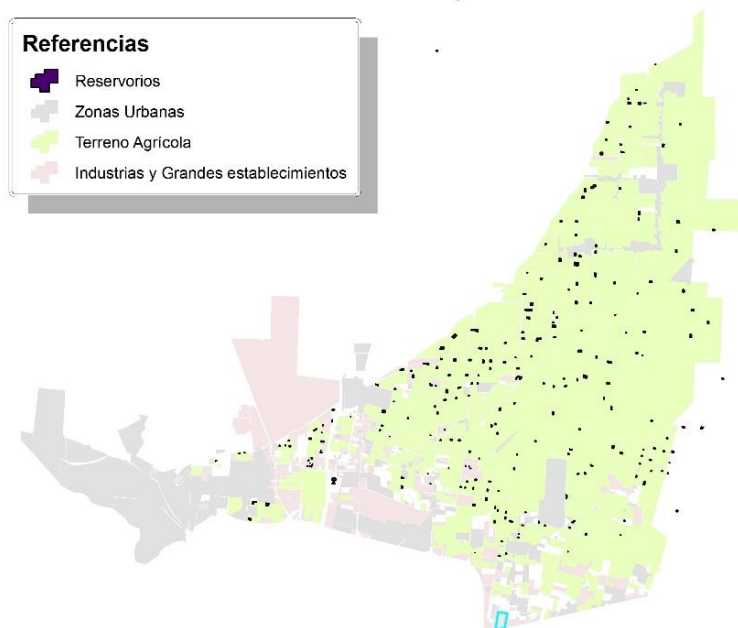 Referencias
Reservorios
Zonas Urbanas
Terreno Agrícola
Industrias y Grandes establecimientos